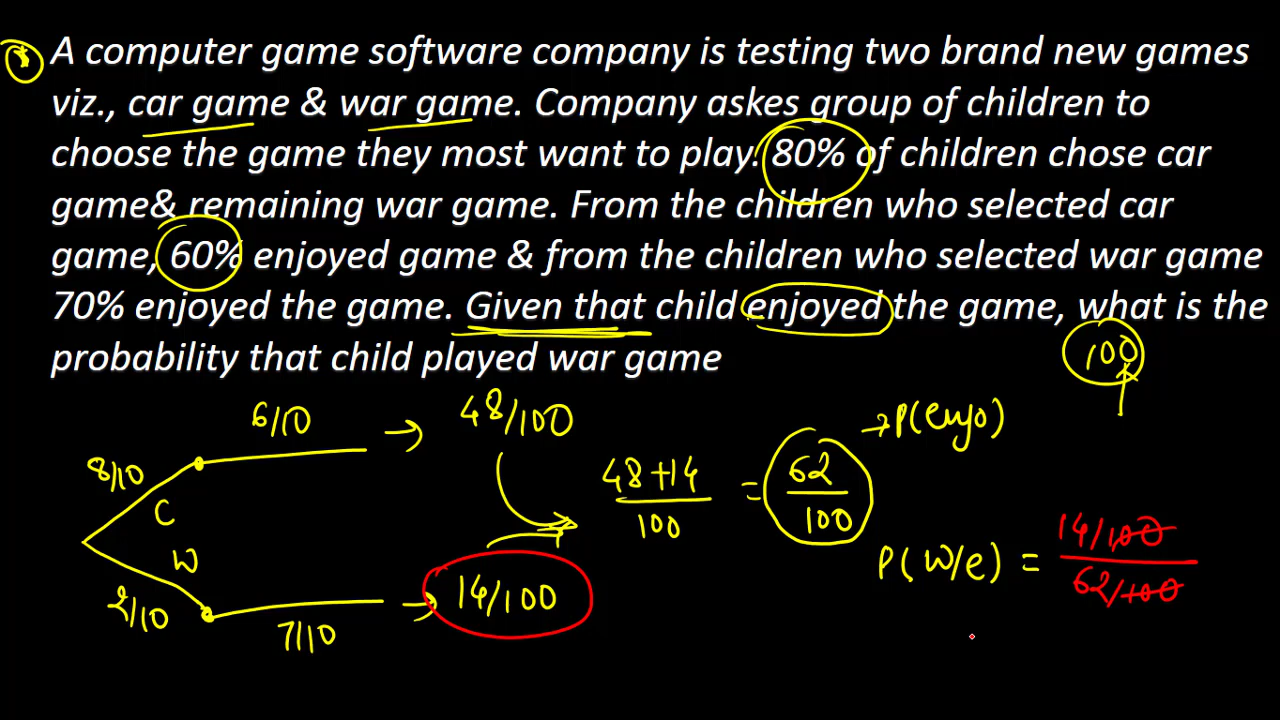 * A computer game software company is testing two brand new games
viz., car game & war game. Company askes group of children to
choose the game they most want to play. 80% of children chose car
game& remaining war game. From the children who selected car
game, 60% enjoyed game & from the children who selected war game
70% enjoyed the game. Given that child enjoyed the game, what is the
probability that child played war game
100
6/10 → 48/100 → P(enjo)
8/10 C 48+14/100 = 62/100
W P(W/e) = 14/100/62/100
2/10 7/10 → 14/100